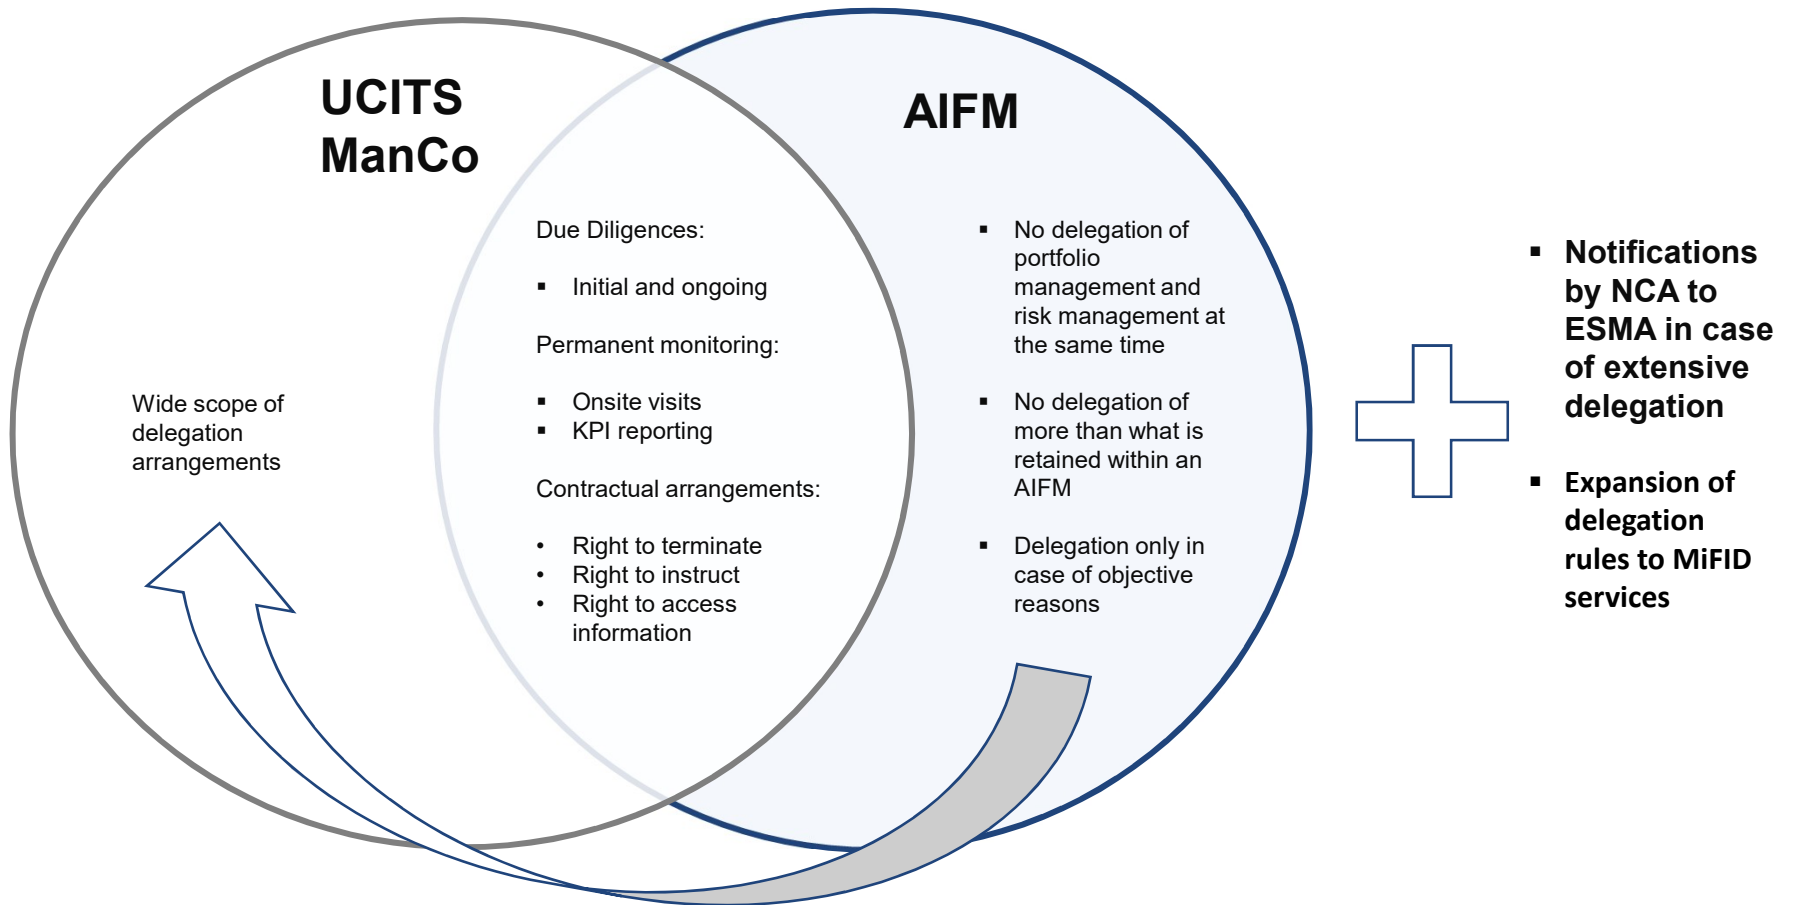 UCITS
ManCo
Wide scope of
delegation
arrangements
Due Diligences:
▪ Initial and ongoing
Permanent monitoring:
▪ Onsite visits
▪ KPI reporting
Contractual arrangements:
• Right to terminate
• Right to instruct
• Right to access
information
AIFM
▪ No delegation of
portfolio
management and
risk management at
the same time
▪ No delegation of
more than what is
retained within an
AIFM
▪ Delegation only in
case of objective
reasons
▪ Notifications
by NCA to
ESMA in case
of extensive
delegation
▪ Expansion of
delegation
rules to MiFID
services